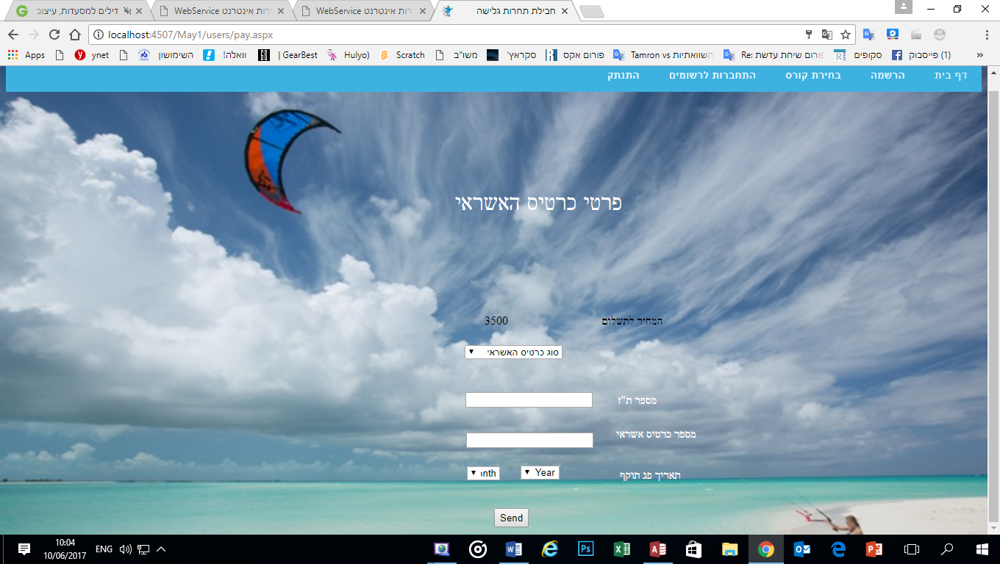 דילים למסעדות, עיצוב
WebService רות אינטרנט
WebService רות אינטרנט
חבילת תחרות גלישה
localhost:4507/May1/users/pay.aspx
Apps
ynet
השימושון
וואלה!
| GearBest
Hulyo)
Scratch
משו"ב
סקראץ'
פורום אקס
Tamron vs השוואתיות
Re: פורום שיחת עדשת
סקופים
(1) פייסבוק
»
דף בית
הרשמה
בחירת קורס
התחברות לרשומים
התנתק
פרטי כרטיס האשראי
המחיר לתשלום
3500
סוג כרטיס האשראי
מספר ת"ז
מספר כרטיס אשראי
תאריך פג תוקף
Year
onth
Send
10:04
ENG
10/06/2017